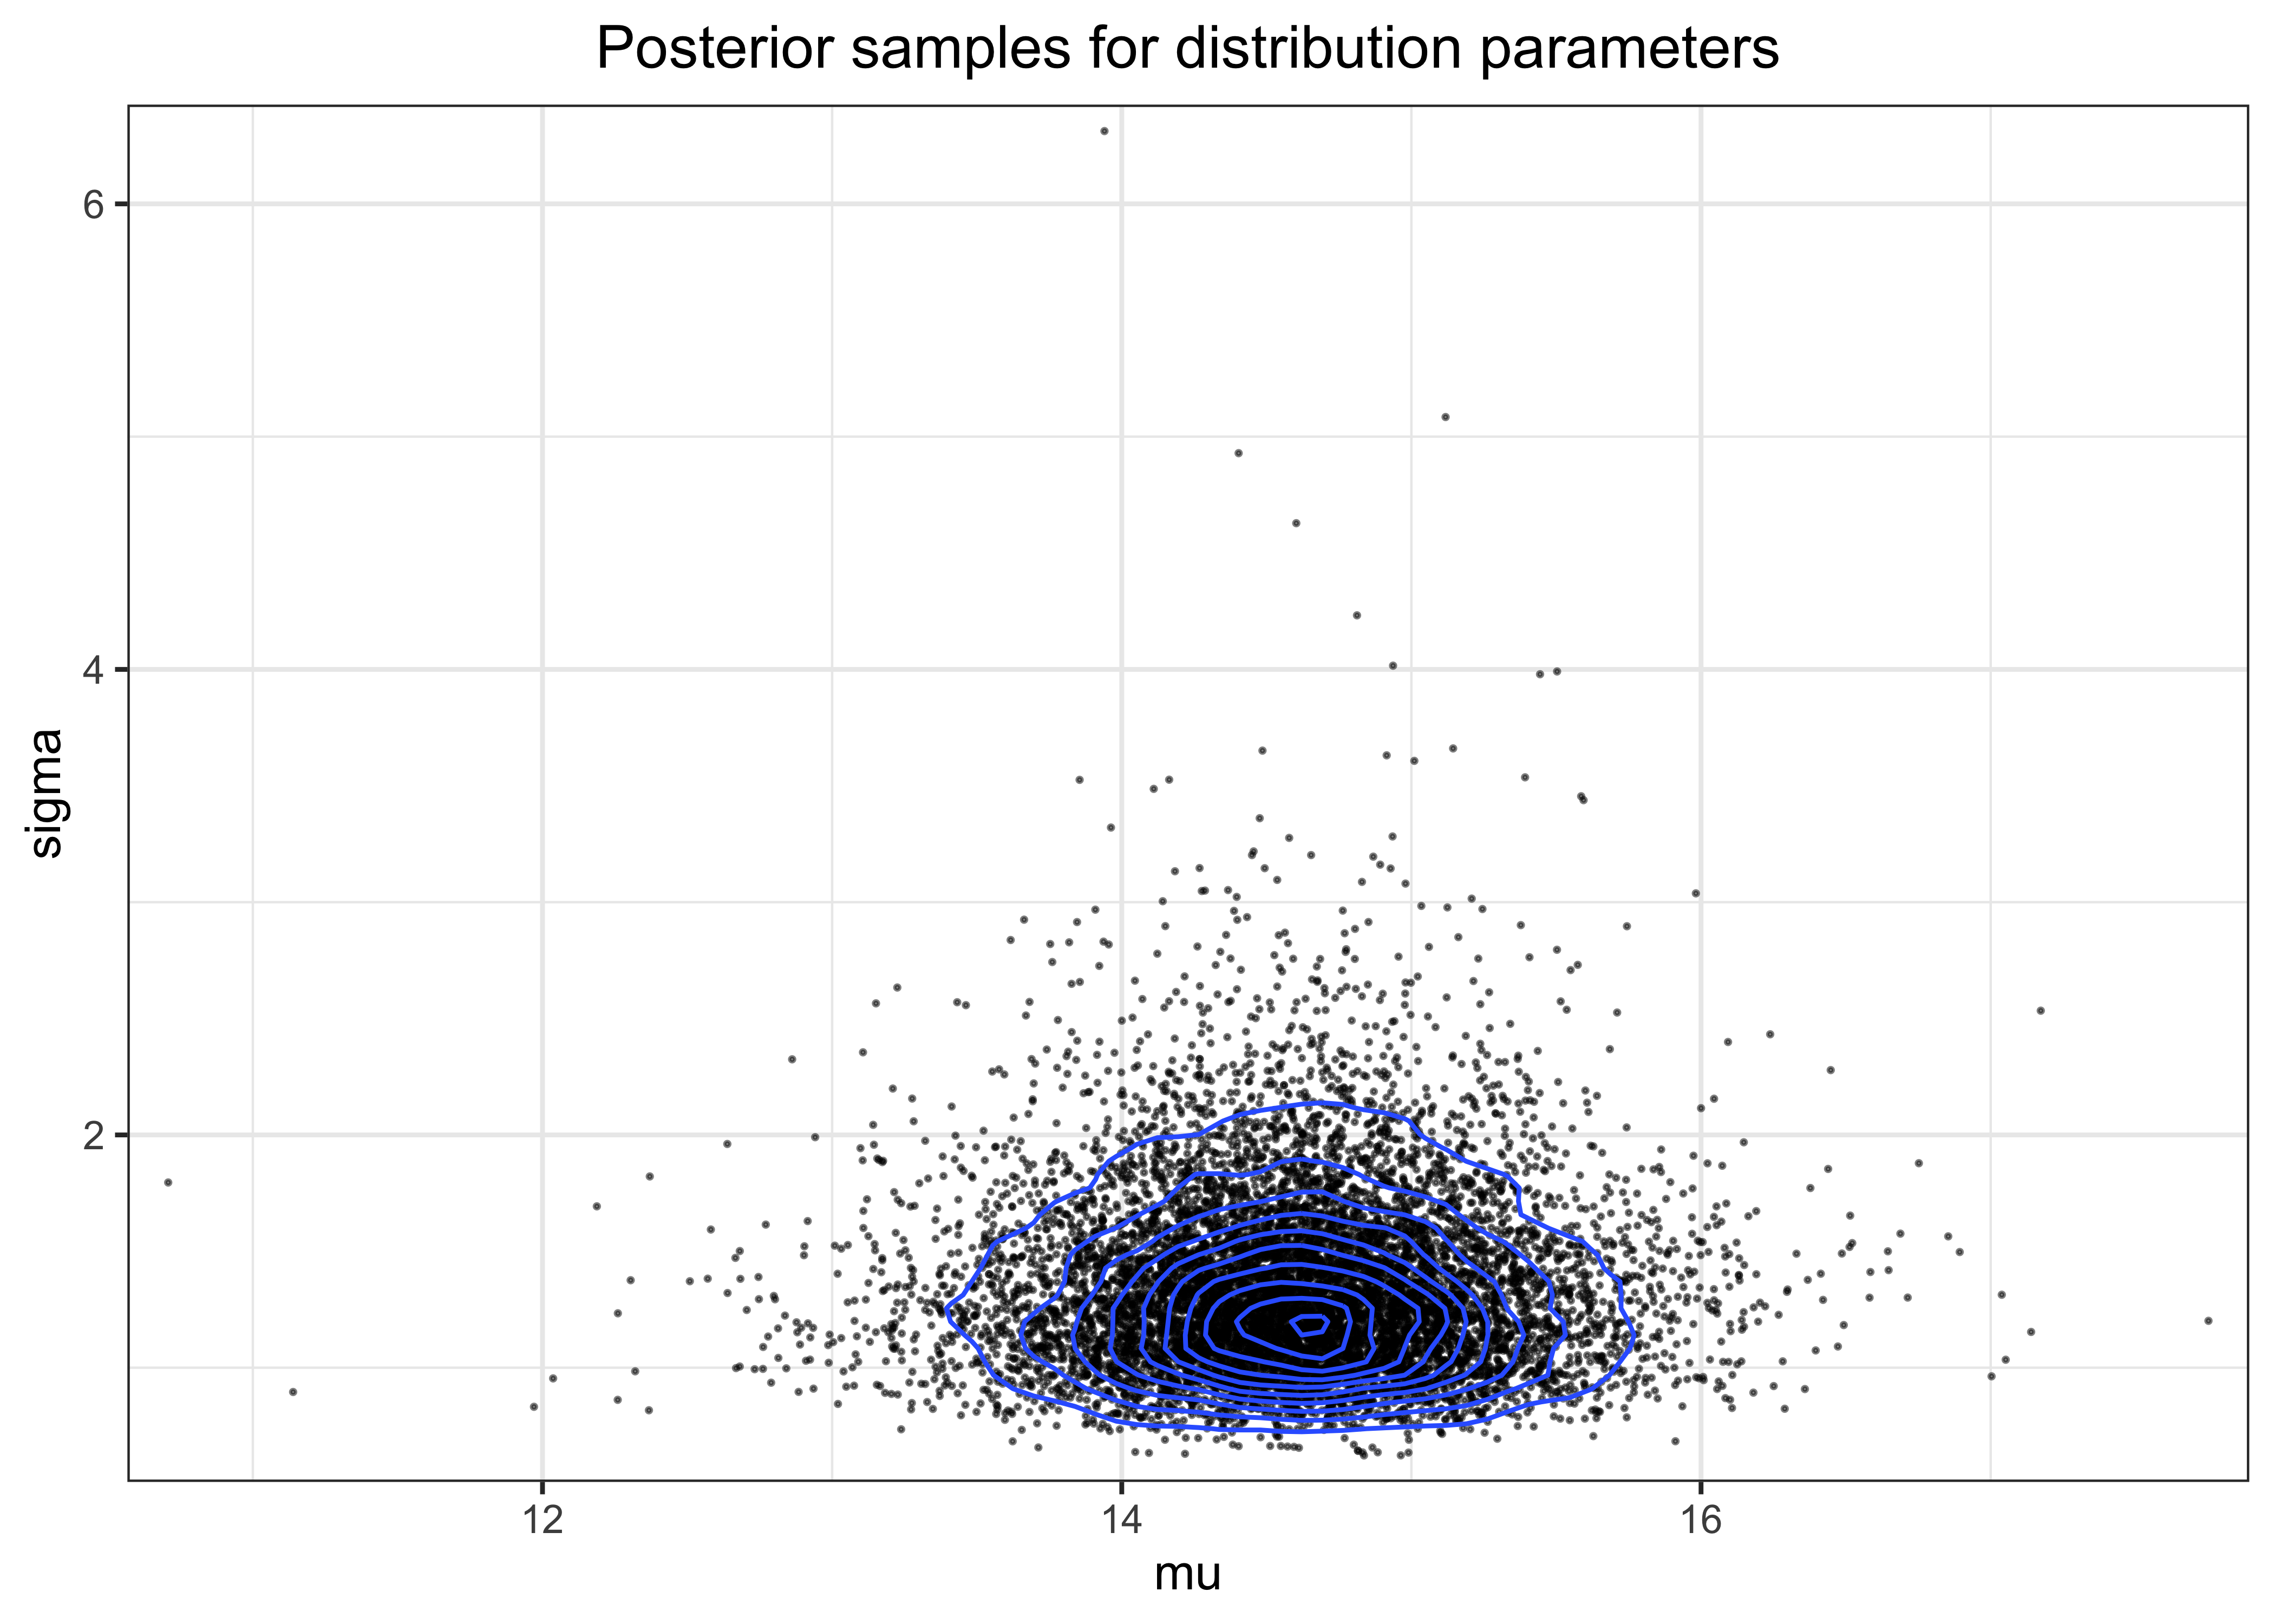 Posterior samples for distribution parameters
6
4
2
sigma
12 14 16
mu